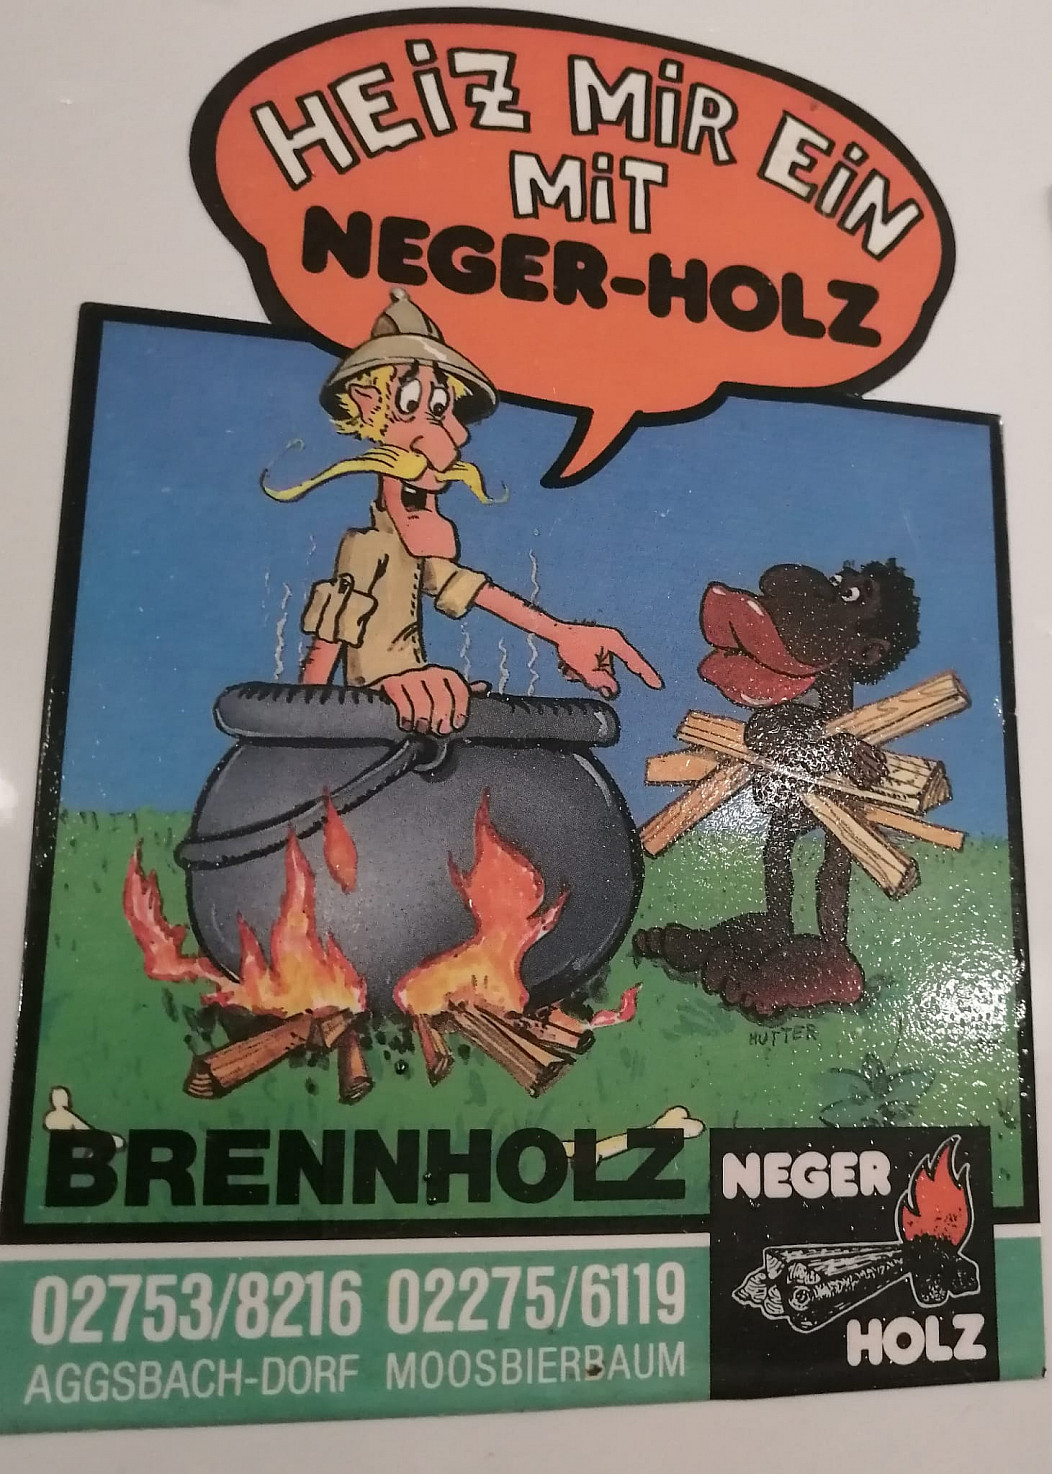 HEiZ MiR EiN
MiT
NEGER-HOLZ
HUTTER
BRENNHOLZ
NEGER
HOLZ
02753/8216 02275/6119
AGGSBACH-DORF MOOSBIERBAUM